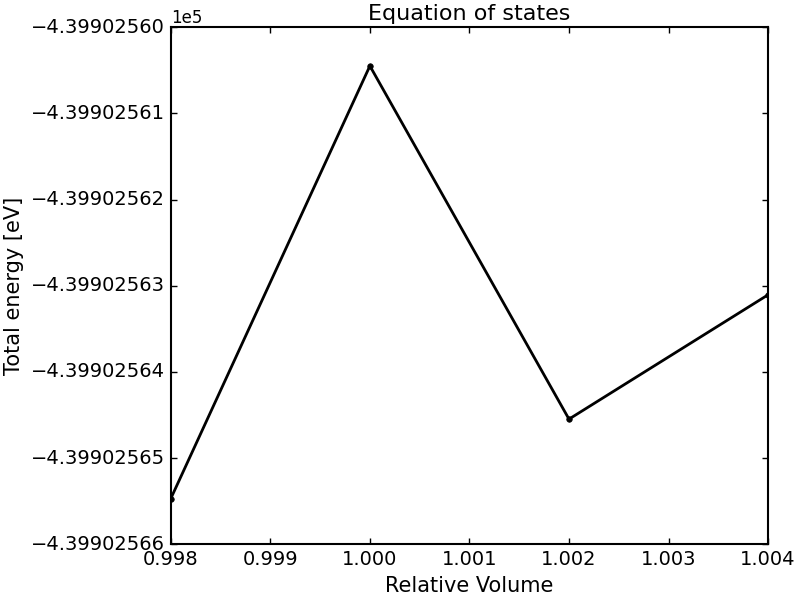 Equation of states
1e5
−4.39902560
−4.39902561
−4.39902562
−4.39902563
−4.39902564
−4.39902565
−4.39902566
Total energy [eV]
0.998 0.999 1.000 1.001 1.002 1.003 1.004
Relative Volume